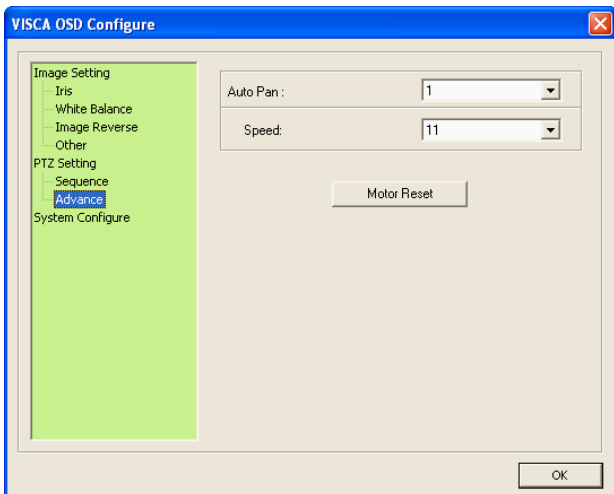 VISCA OSD Configure
Image Setting
Iris
White Balance
Image Reverse
Other
PTZ Setting
Sequence
Advance
System Configure
Auto Pan :
1
Speed:
11
Motor Reset
OK